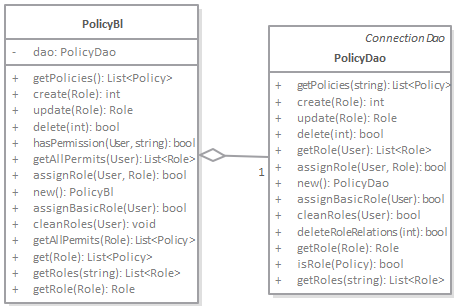 PolicyBl
- dao: PolicyDao
+ getPolicies(): List<Policy>
+ create(Role): int
+ update(Role): Role
+ delete(int): bool
+ hasPermission(User, string): bool
+ getAllPermits(User): List<Role>
+ assignRole(User, Role): bool
+ new(): PolicyBl
+ assignBasicRole(User): bool
+ cleanRoles(User): void
+ getAllPermits(Role): List<Policy>
+ get(Role): List<Policy>
+ getRoles(string): List<Role>
+ getRole(Role): Role
1
ConnectionDao
PolicyDao
+ getPolicies(string): List<Policy>
+ create(Role): int
+ update(Role): Role
+ delete(int): bool
+ getRole(User): List<Role>
+ assignRole(User, Role): bool
+ new(): PolicyDao
+ assignBasicRole(User): bool
+ cleanRoles(User): bool
+ deleteRoleRelations(int): bool
+ getRole(Role): Role
+ isRole(Policy): bool
+ getRoles(string): List<Role>